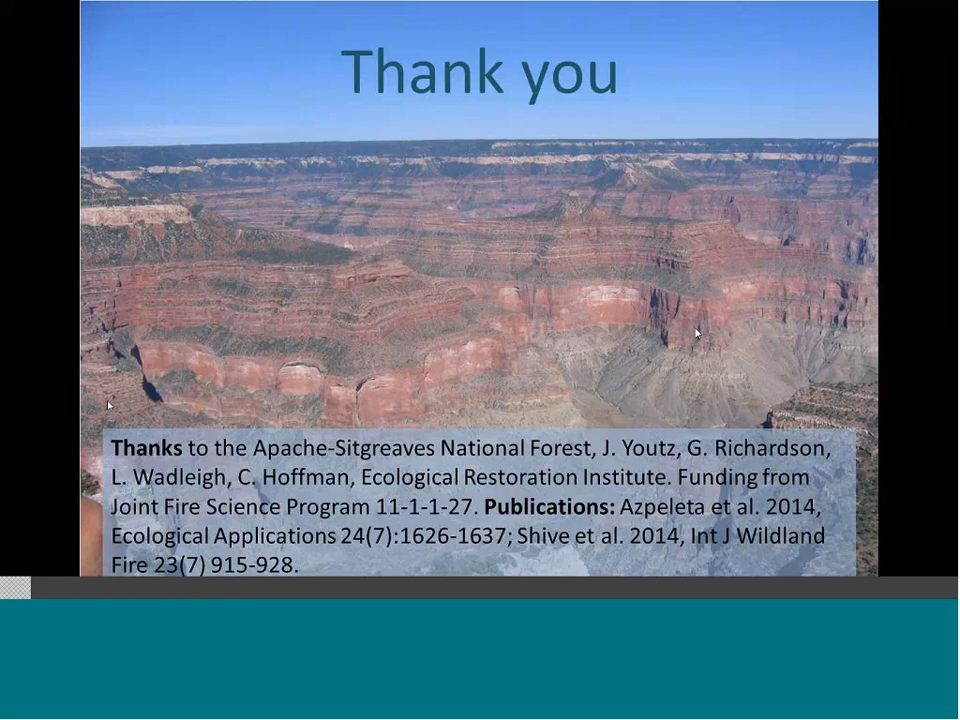 Thank you
Thanks to the Apache-Sitgreaves National Forest, J. Youtz, G. Richardson,
L. Wadleigh, C. Hoffman, Ecological Restoration Institute. Funding from
Joint Fire Science Program 11-1-1-27. Publications: Azpeleta et al. 2014,
Ecological Applications 24(7):1626-1637; Shive et al. 2014, Int J Wildland
Fire 23(7) 915-928.